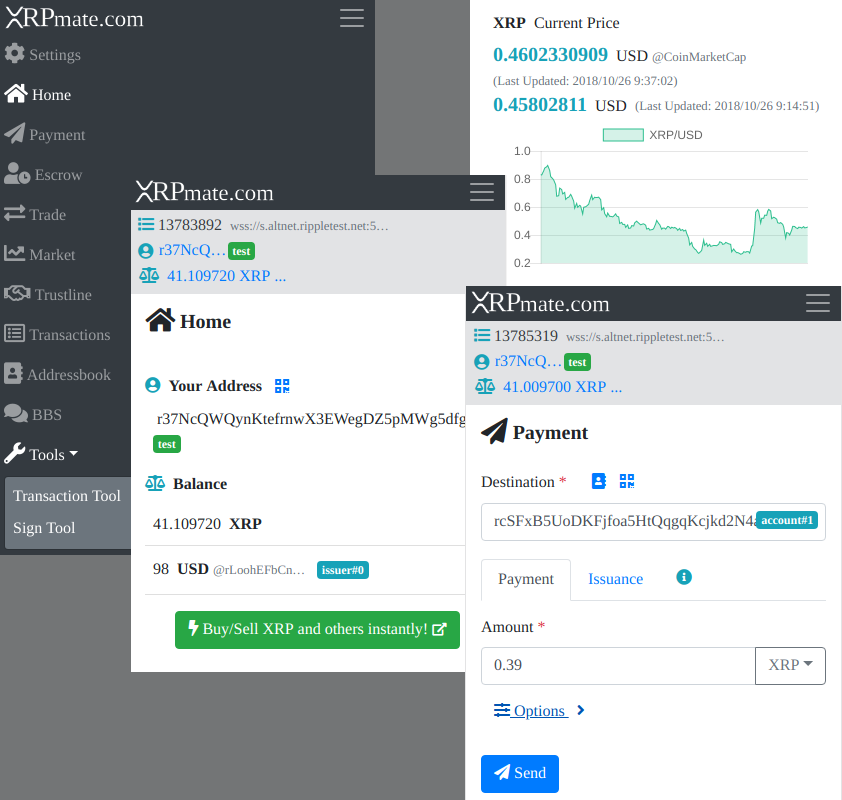 XRPmate.com
Settings
Home
Payment
Escrow
Trade
Market
Trustline
Transactions
Addressbook
BBS
Tools
Transaction Tool
Sign Tool
XRP Current Price
0.4602330909 USD @CoinMarketCap
(Last Updated: 2018/10/26 9:37:02)
0.45802811 USD (Last Updated: 2018/10/26 9:14:51)
XRP/USD
1.0
0.8
0.6
0.4
0.2
XRPmate.com
13783892 wss://s.altnet.rippletest.net:5…
r37NcQ… test
41.109720 XRP ...
Home
Your Address
r37NcQWQynKtefrnwX3EWegDZ5pMWg5dfg
test
Balance
41.109720 XRP
98 USD @rLoohEFbCn… issuer#0
Buy/Sell XRP and others instantly!
XRPmate.com
13785319 wss://s.altnet.rippletest.net:5…
r37NcQ… test
41.009700 XRP ...
Payment
Destination *
rcSFxB5UoDKFjfoa5HtQqgqKcjkd2N4 account#1
Payment Issuance
Amount *
0.39 XRP
Options
Send